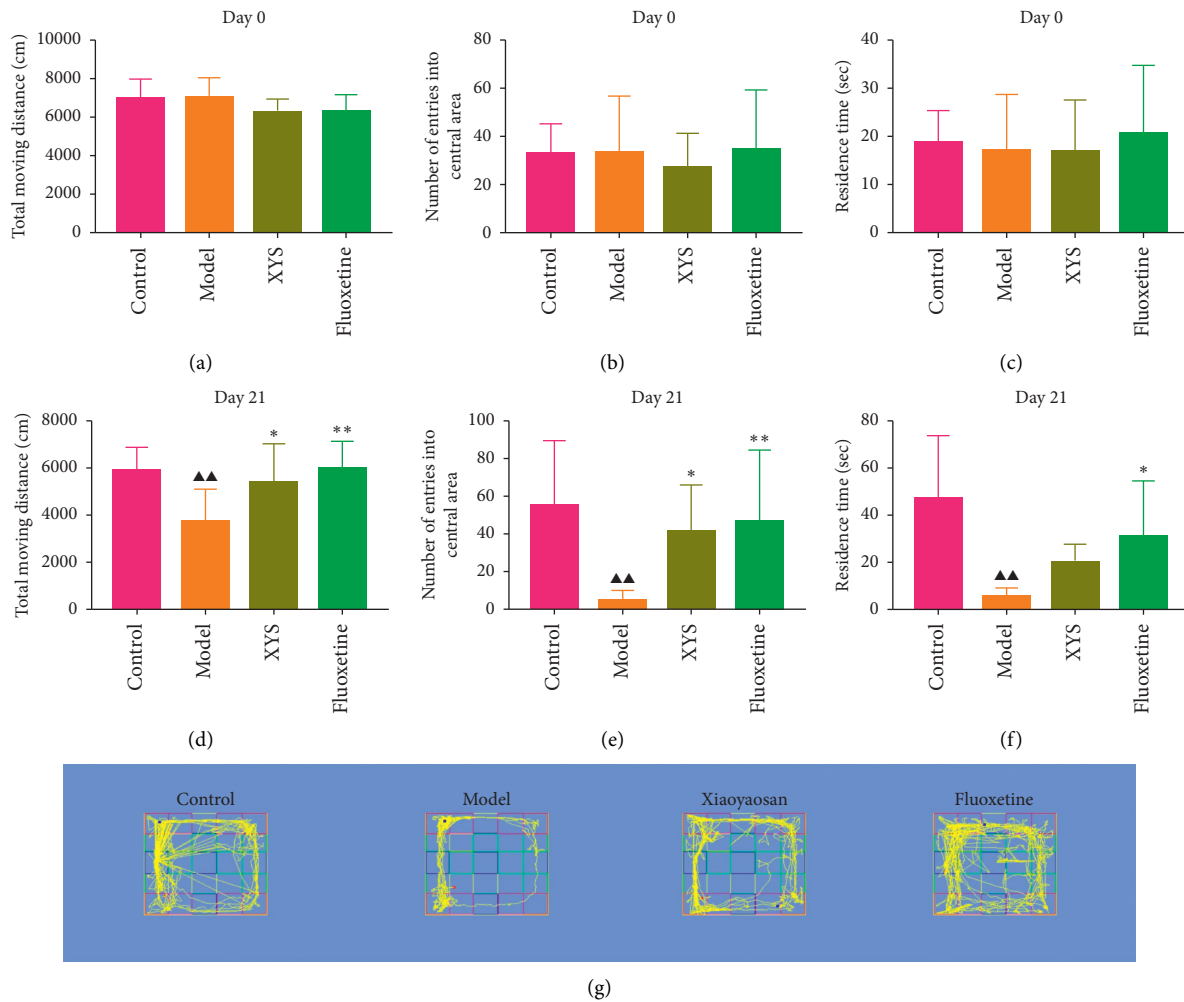 Day 0
Total moving distance (cm)
10000
8000
6000
4000
2000
0
Control
Model
XYS
Fluoxetine
(a)
Day 0
Number of entries into
central area
80
60
40
20
0
Control
Model
XYS
Fluoxetine
(b)
Day 0
Residence time (sec)
40
30
20
10
0
Control
Model
XYS
Fluoxetine
(c)
Day 21
Total moving distance (cm)
8000
6000
4000
2000
0
▲▲
*
**
Control
Model
XYS
Fluoxetine
(d)
Day 21
Number of entries into
central area
100
80
60
40
20
0
▲▲
*
**
Control
Model
XYS
Fluoxetine
(e)
Day 21
Residence time (sec)
80
60
40
20
0
▲▲
*
Control
Model
XYS
Fluoxetine
(f)
Control
Model
Xiaoyaosan
Fluoxetine
(g)